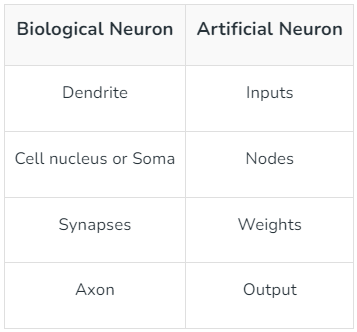 Biological Neuron Artificial Neuron
Dendrite Inputs
Cell nucleus or Soma Nodes
Synapses Weights
Axon Output